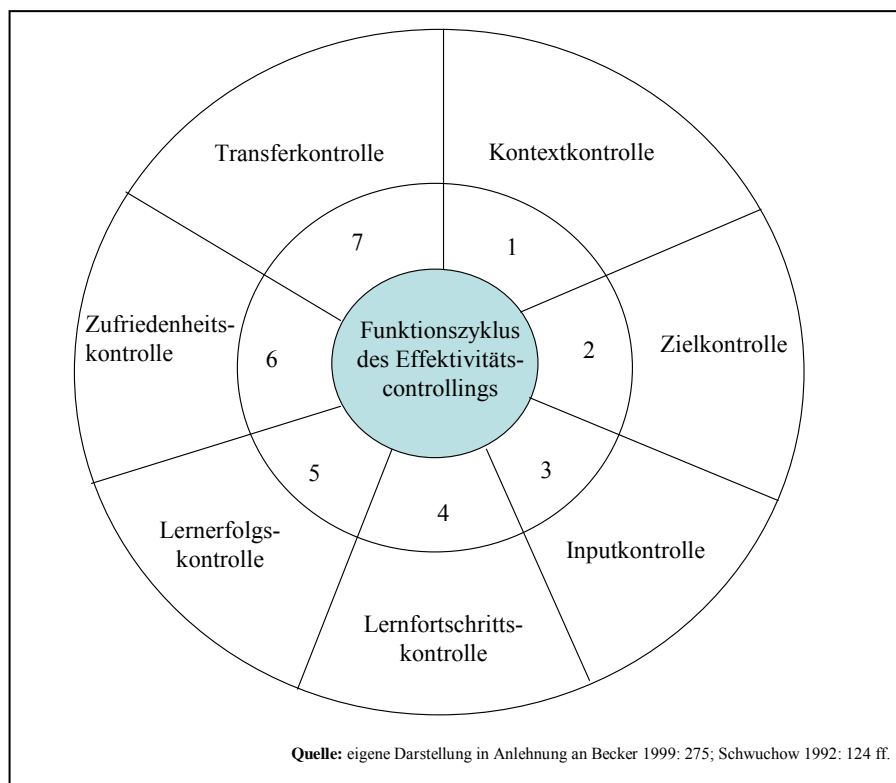 Funktionszyklus
des Effektivitäts-
controllings
1
Kontextkontrolle
2
Zielkontrolle
3
Inputkontrolle
4
Lernfortschritts-
kontrolle
5
Lernerfolgs-
kontrolle
6
Zufriedenheits-
kontrolle
7
Transferkontrolle
Quelle: eigene Darstellung in Anlehnung an Becker 1999: 275; Schwuchow 1992: 124 ff.